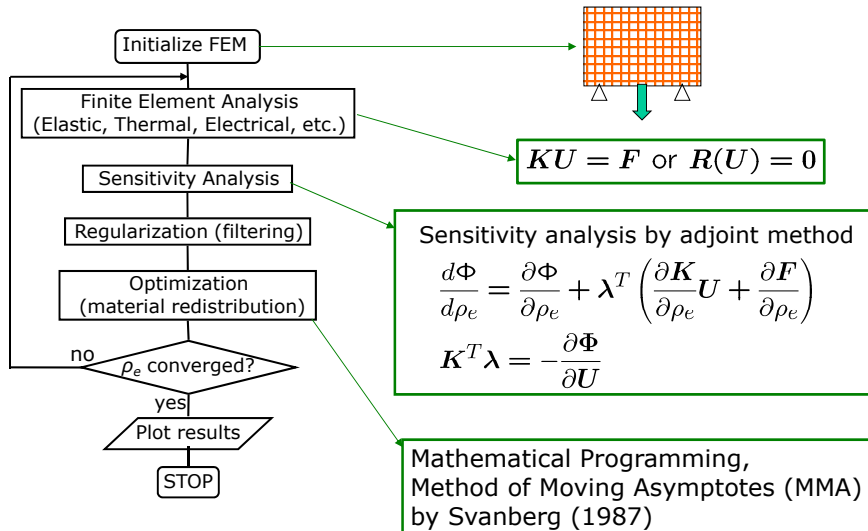 Initialize FEM
Finite Element Analysis
(Elastic, Thermal, Electrical, etc.)
Sensitivity Analysis
Regularization (filtering)
Optimization
(material redistribution)
no
ρₑ converged?
yes
Plot results
STOP
KU = F or R(U) = 0
Sensitivity analysis by adjoint method
dΦ/dρₑ = ∂Φ/∂ρₑ + λᵀ (∂K/∂ρₑ U + ∂F/∂ρₑ)
Kᵀλ = −∂Φ/∂U
Mathematical Programming,
Method of Moving Asymptotes (MMA)
by Svanberg (1987)